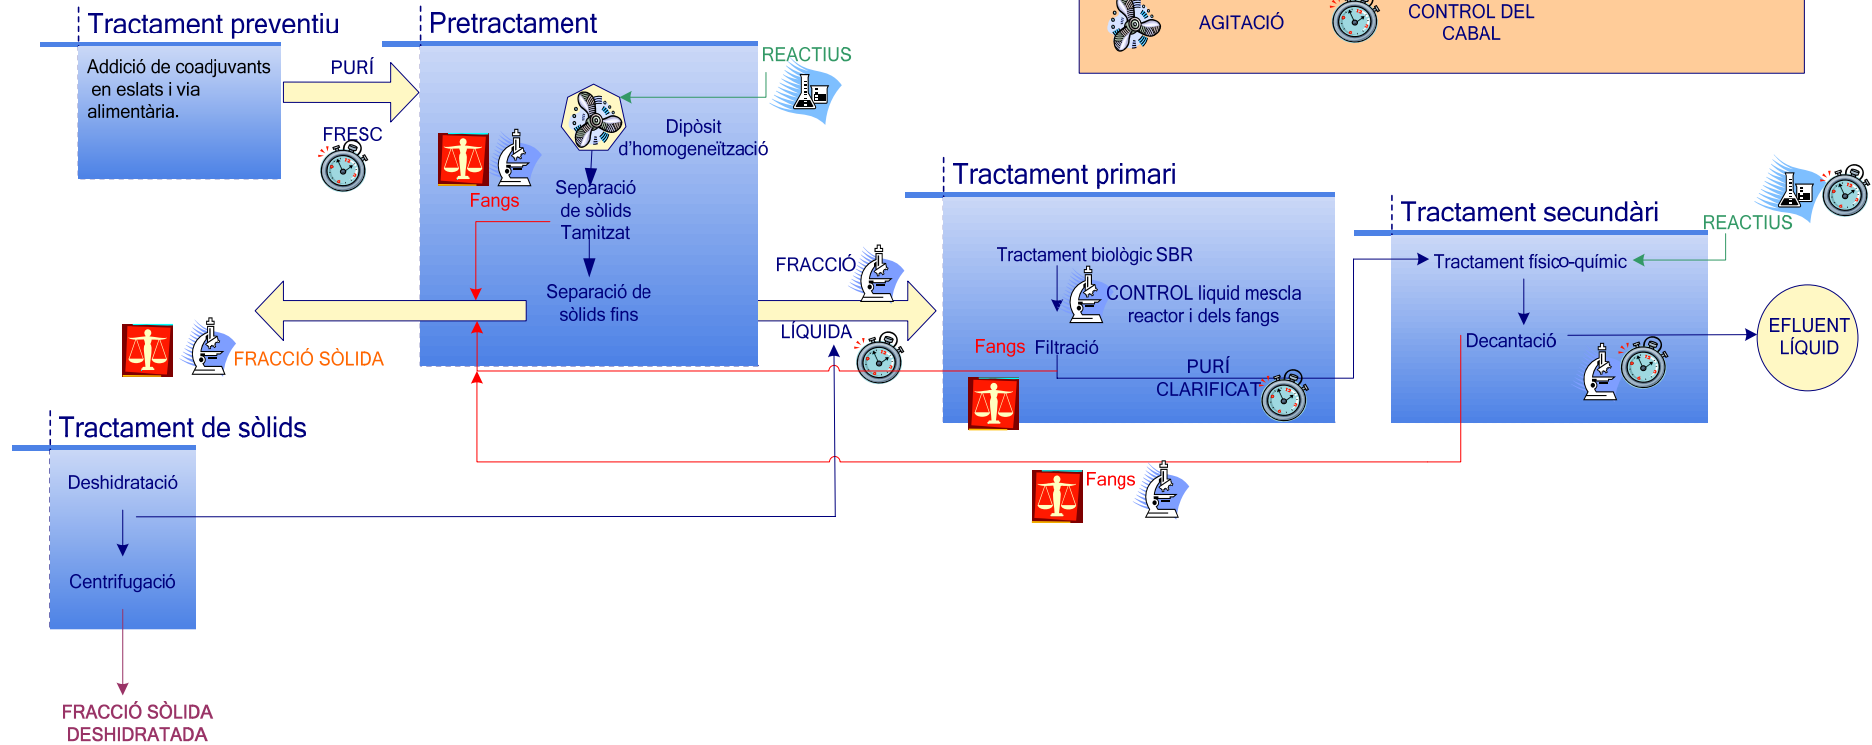 Tractament preventiu
Addició de coadjuvants
en eslats i via
alimentària.
PURÍ
FRESC
Pretractament
REACTIUS
Dipòsit
d'homogeneïtzació
Separació
de sòlids
Tamitzat
Fangs
Separació de
sòlids fins
FRACCIÓ SÒLIDA
FRACCIÓ
LÍQUIDA
AGITACIÓ
CONTROL DEL
CABAL
Tractament primari
Tractament biològic SBR
CONTROL liquid mescla
reactor i dels fangs
Fangs
Filtració
PURÍ
CLARIFICAT
Tractament secundàri
REACTIUS
Tractament físico-químic
Decantació
EFLUENT
LÍQUID
Fangs
Tractament de sòlids
Deshidratació
Centrifugació
FRACCIÓ SÒLIDA
DESHIDRATADA